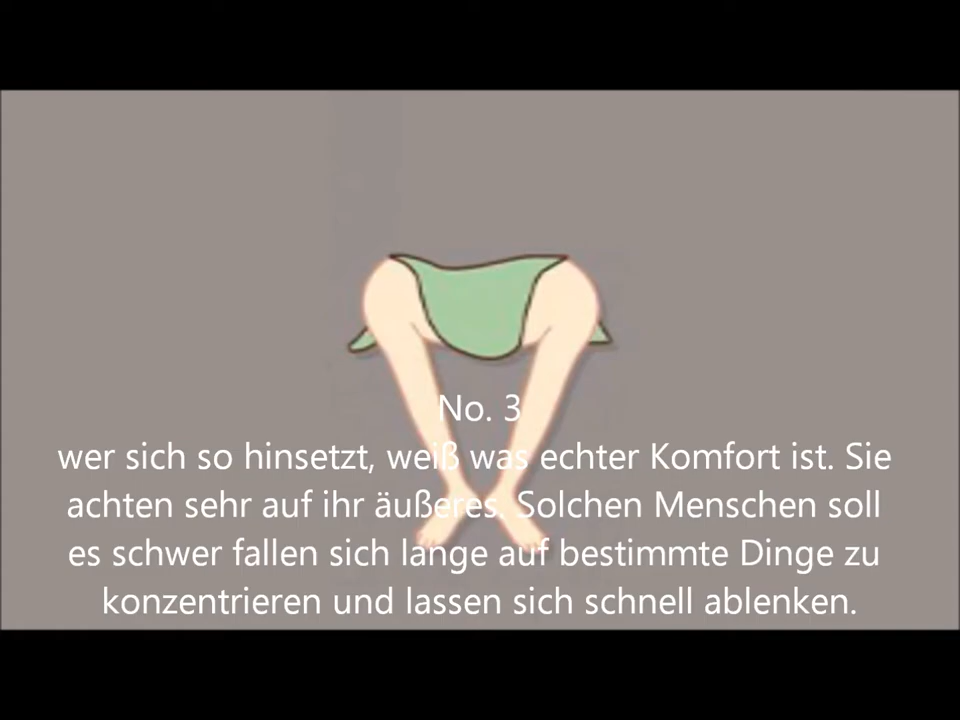 No. 3
wer sich so hinsetzt, weiß was echter Komfort ist. Sie
achten sehr auf ihr äußeres. Solchen Menschen soll
es schwer fallen sich lange auf bestimmte Dinge zu
konzentrieren und lassen sich schnell ablenken.